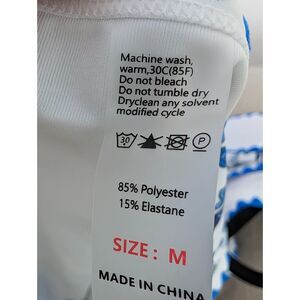 Machine wash,
warm,30C(85F)
Do not bleach
Do not tumble dry
Dryclean any solvent
modified cycle
30 P
85% Polyester
15% Elastane
SIZE: M
MADE IN CHINA